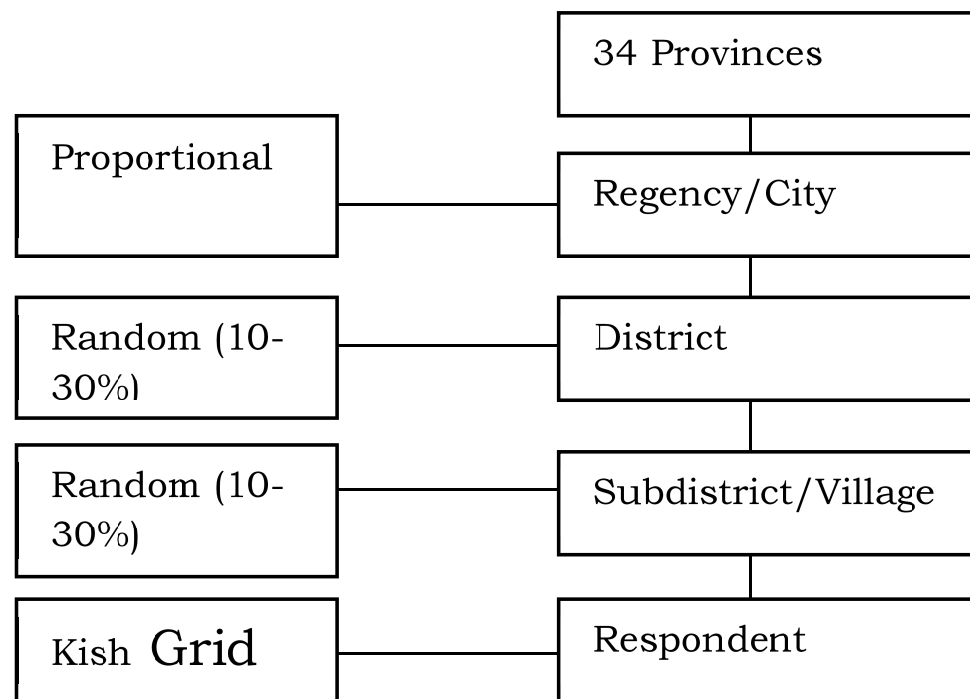 34 Provinces
Proportional
Regency/City
Random (10-
30%)
District
Random (10-
30%)
Subdistrict/Village
Kish Grid
Respondent